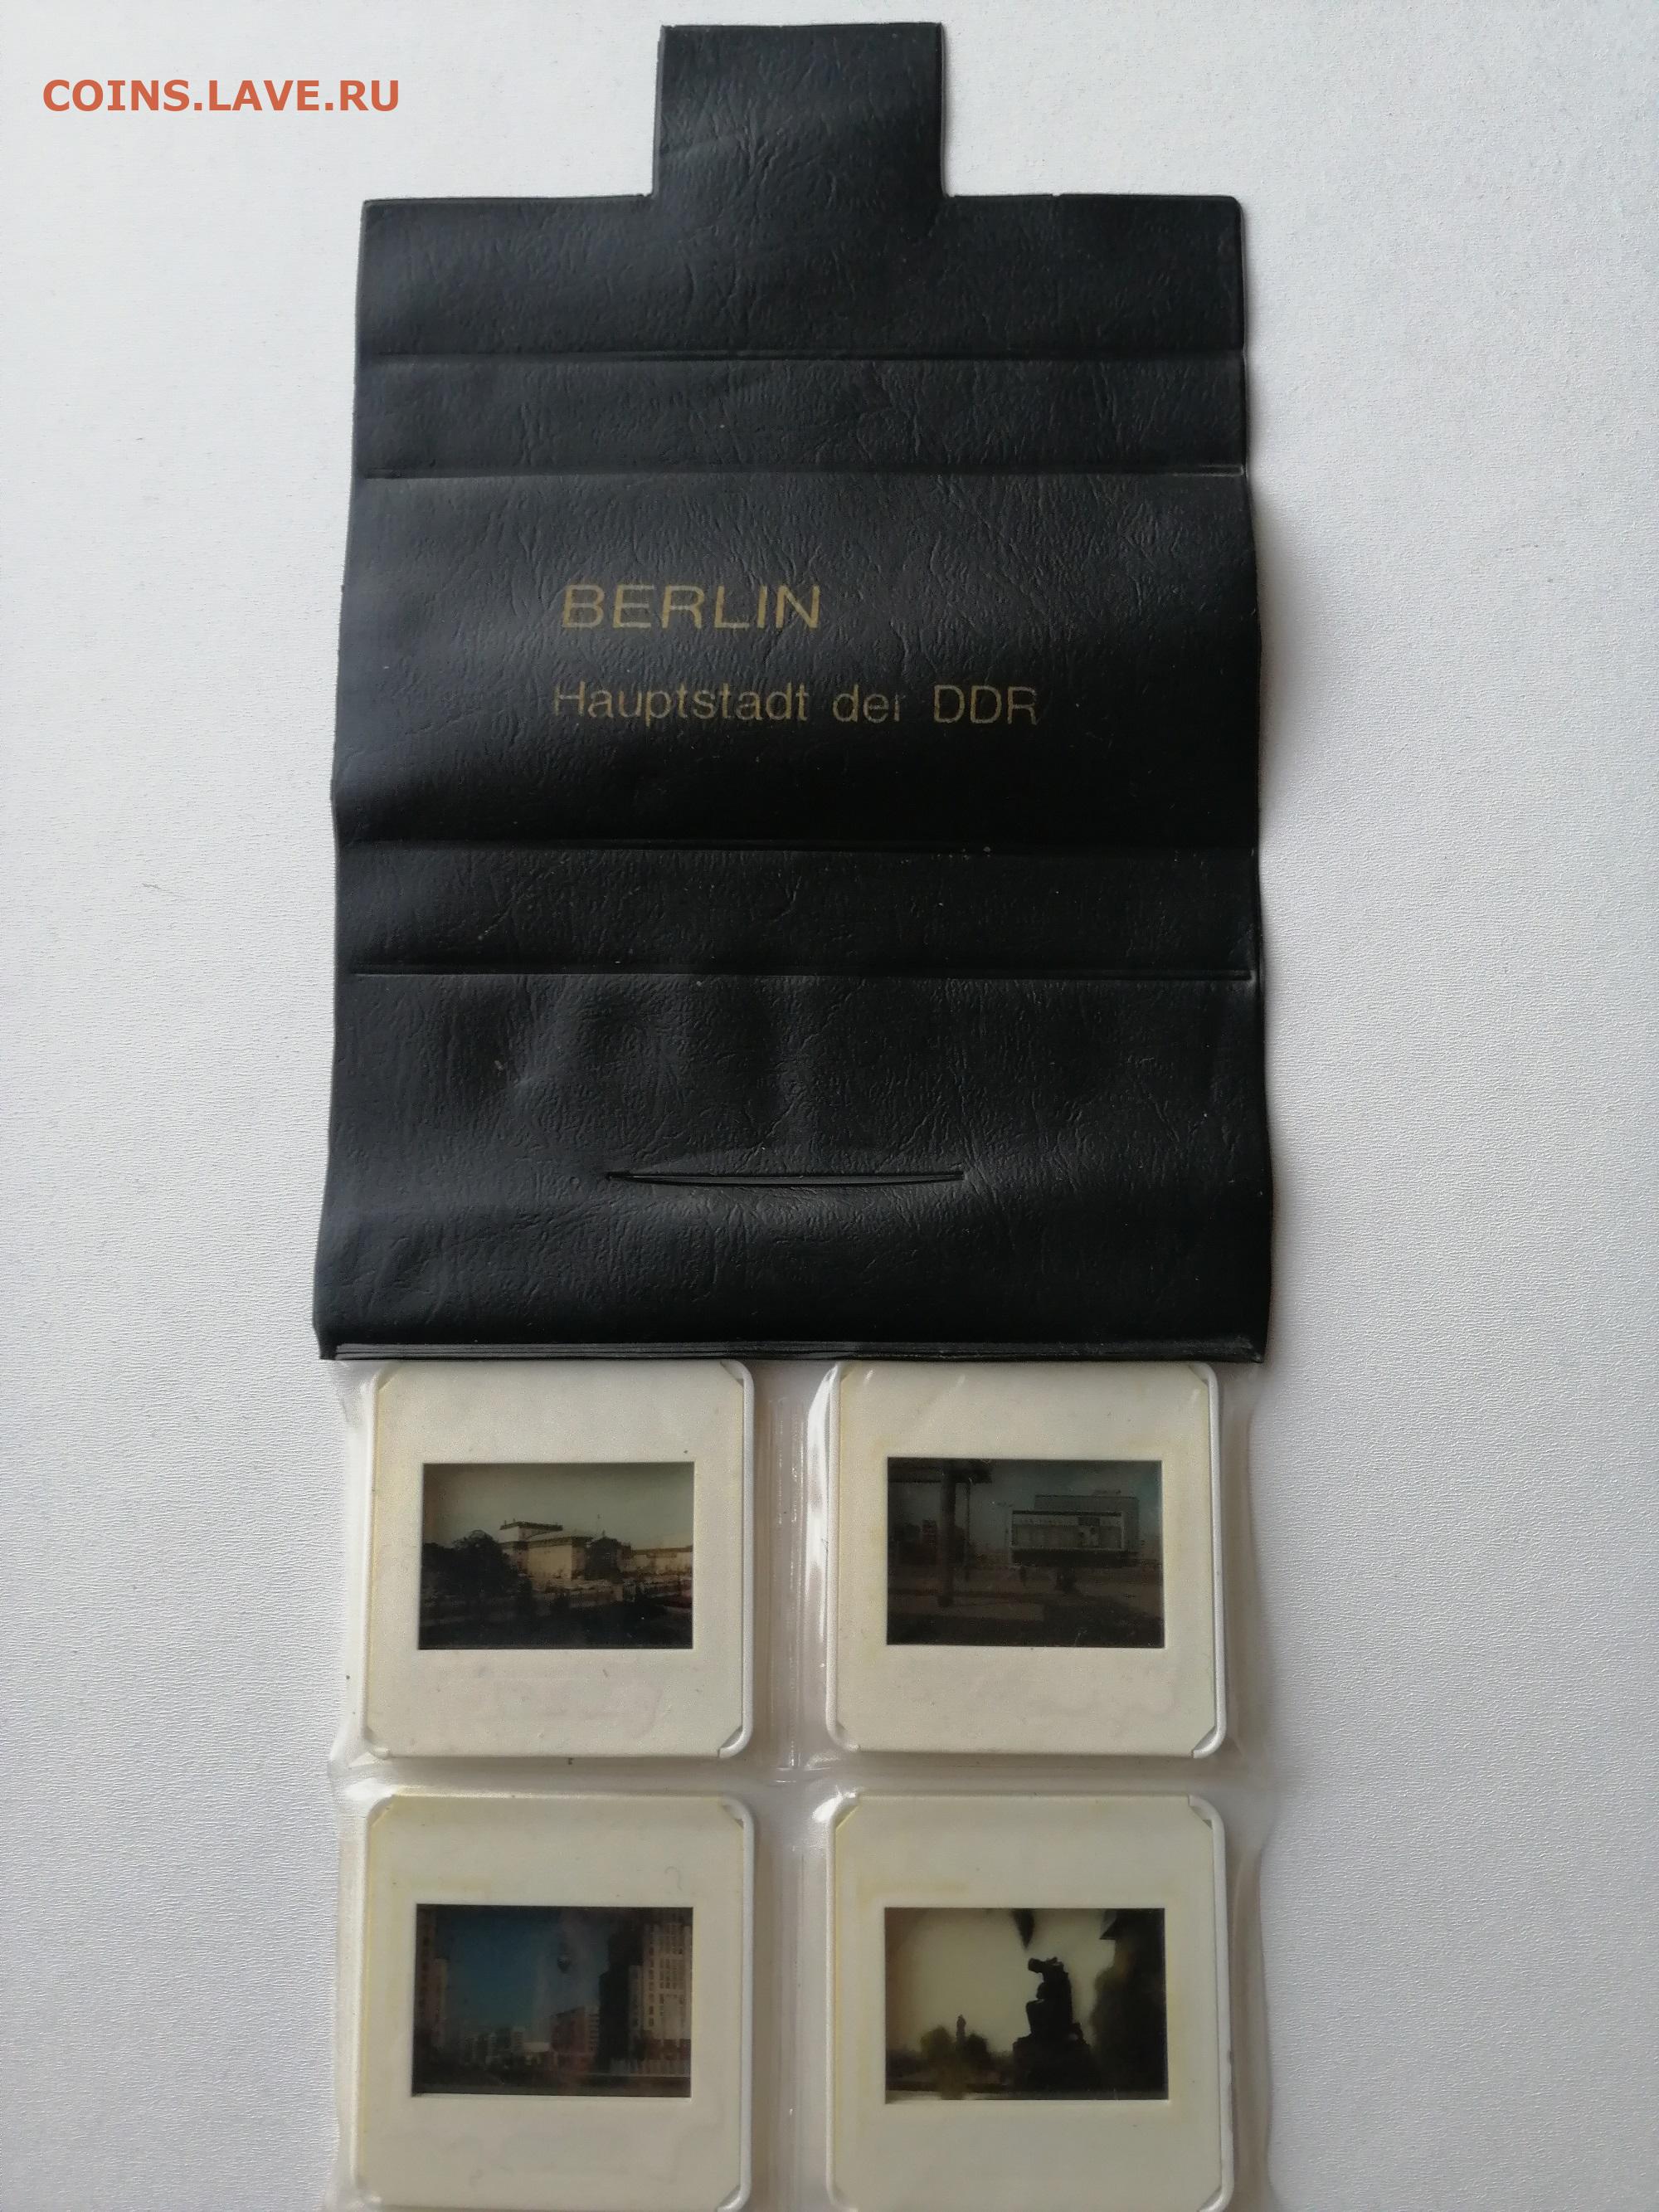 COINS.LAVE.RU
BERLIN
Hauptstadt der DDR